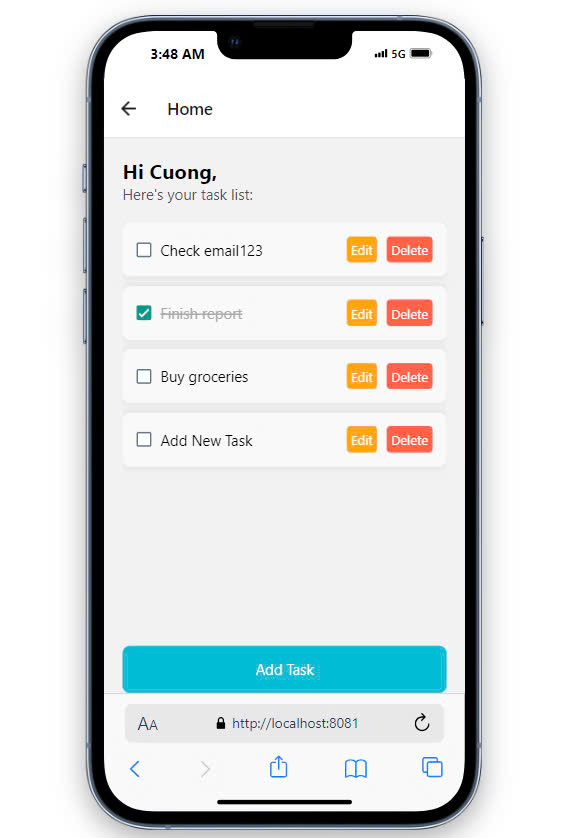 3:48 AM 5G
Home
Hi Cuong,
Here's your task list:
Check email123 Edit Delete
Finish report Edit Delete
Buy groceries Edit Delete
Add New Task Edit Delete
Add Task
AA http://localhost:8081